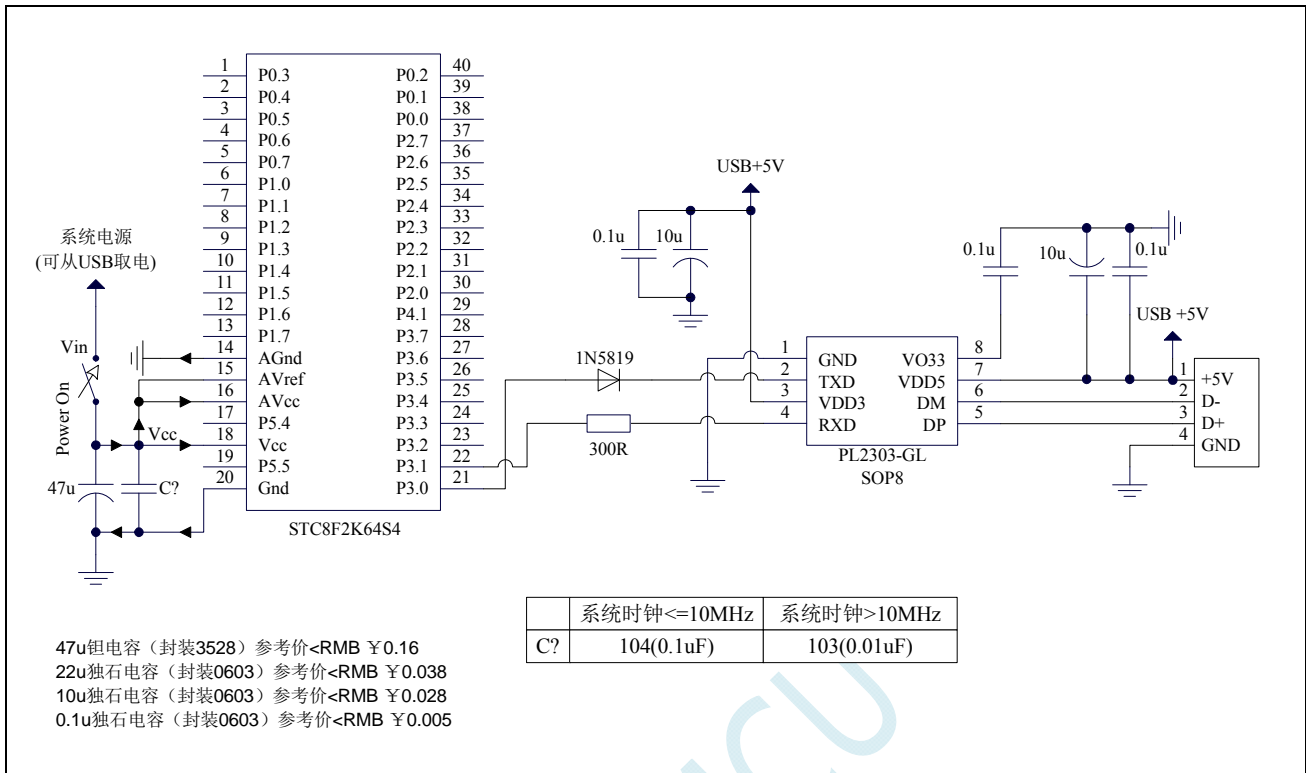 1 P0.3 P0.2 40
2 P0.4 P0.1 39
3 P0.5 P0.0 38
4 P0.6 P2.7 37
5 P0.7 P2.6 36
6 P1.0 P2.5 35
7 P1.1 P2.4 34
8 P1.2 P2.3 33
9 P1.3 P2.2 32
10 P1.4 P2.1 31
11 P1.5 P2.0 30
12 P1.6 P4.1 29
13 P1.7 P3.7 28
14 AGnd P3.6 27
15 AVref P3.5 26
16 AVcc P3.4 25
17 P5.4 P3.3 24
18 Vcc P3.2 23
19 P5.5 P3.1 22
20 Gnd P3.0 21
STC8F2K64S4
系统电源
(可从USB取电)
Vin
Power On
Vcc
47u
C?
USB+5V
0.1u 10u
1N5819
300R
1 GND VO33 8
2 TXD VDD5 7
3 VDD3 DM 6
4 RXD DP 5
PL2303-GL
SOP8
0.1u 10u 0.1u
USB +5V
1 +5V
2 D-
3 D+
4 GND
系统时钟<=10MHz 系统时钟>10MHz
C? 104(0.1uF) 103(0.01uF)
47u钽电容（封装3528）参考价<RMB ￥0.16
22u独石电容（封装0603）参考价<RMB ￥0.038
10u独石电容（封装0603）参考价<RMB ￥0.028
0.1u独石电容（封装0603）参考价<RMB ￥0.005
MCU